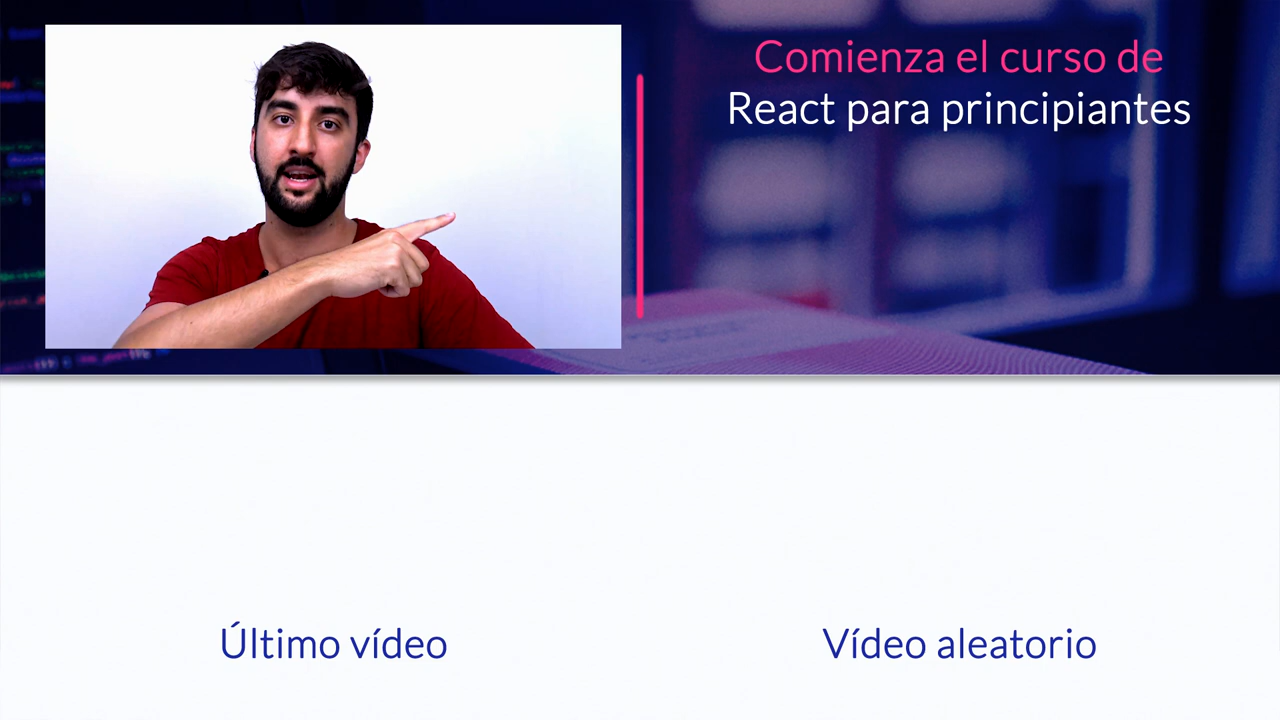 Comienza el curso de
React para principiantes
Último vídeo
Vídeo aleatorio